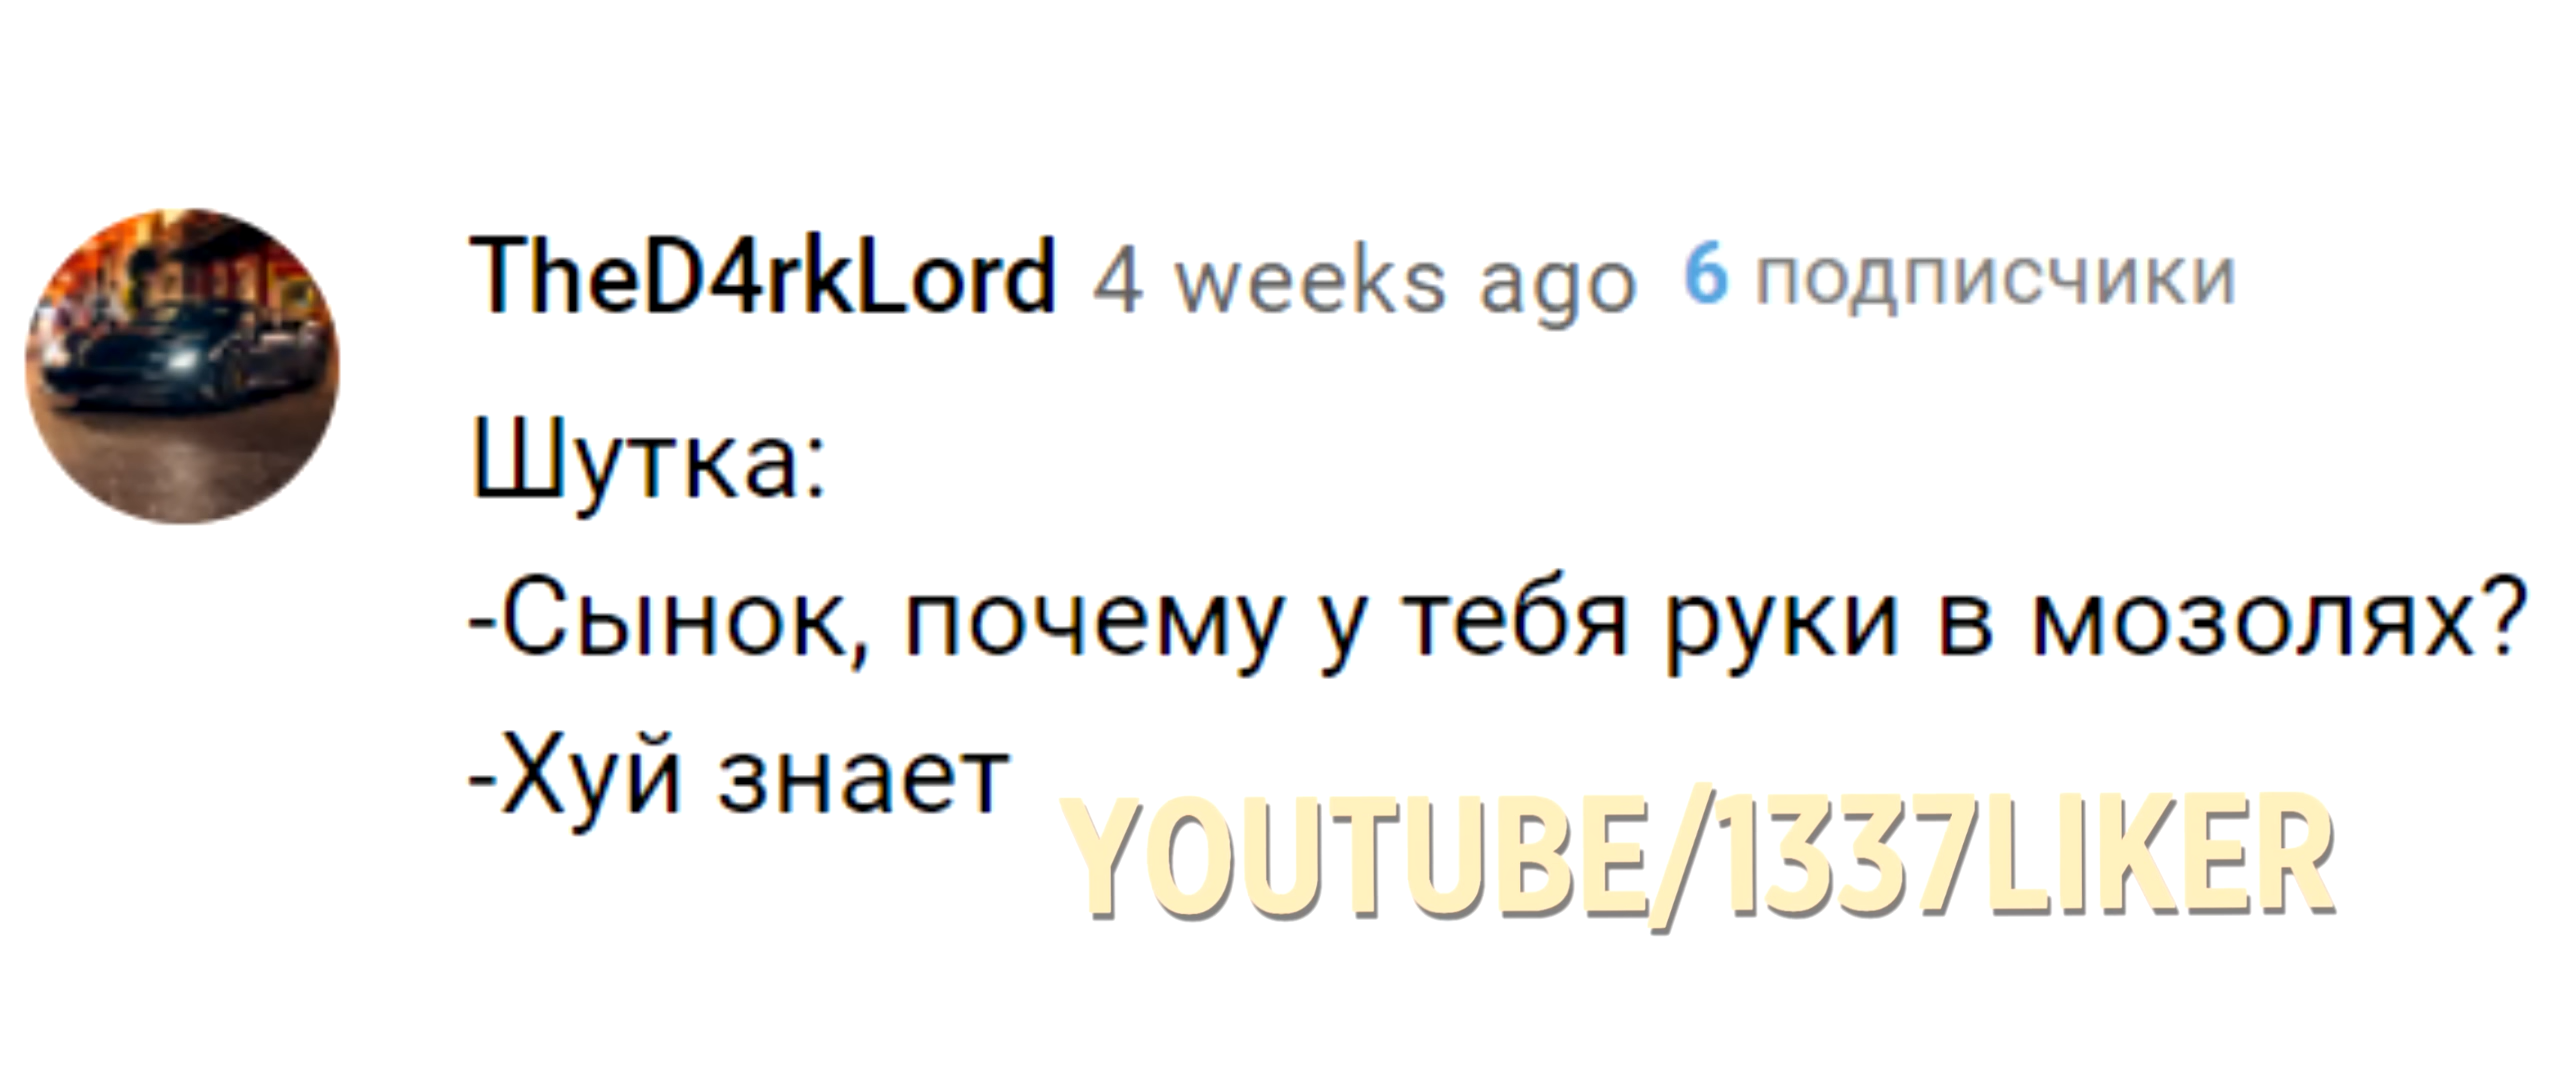 TheD4rkLord 4 weeks ago 6 подписчики
Шутка:
-Сынок, почему у тебя руки в мозолях?
-Хуй знает
YOUTUBE/1337LIKER